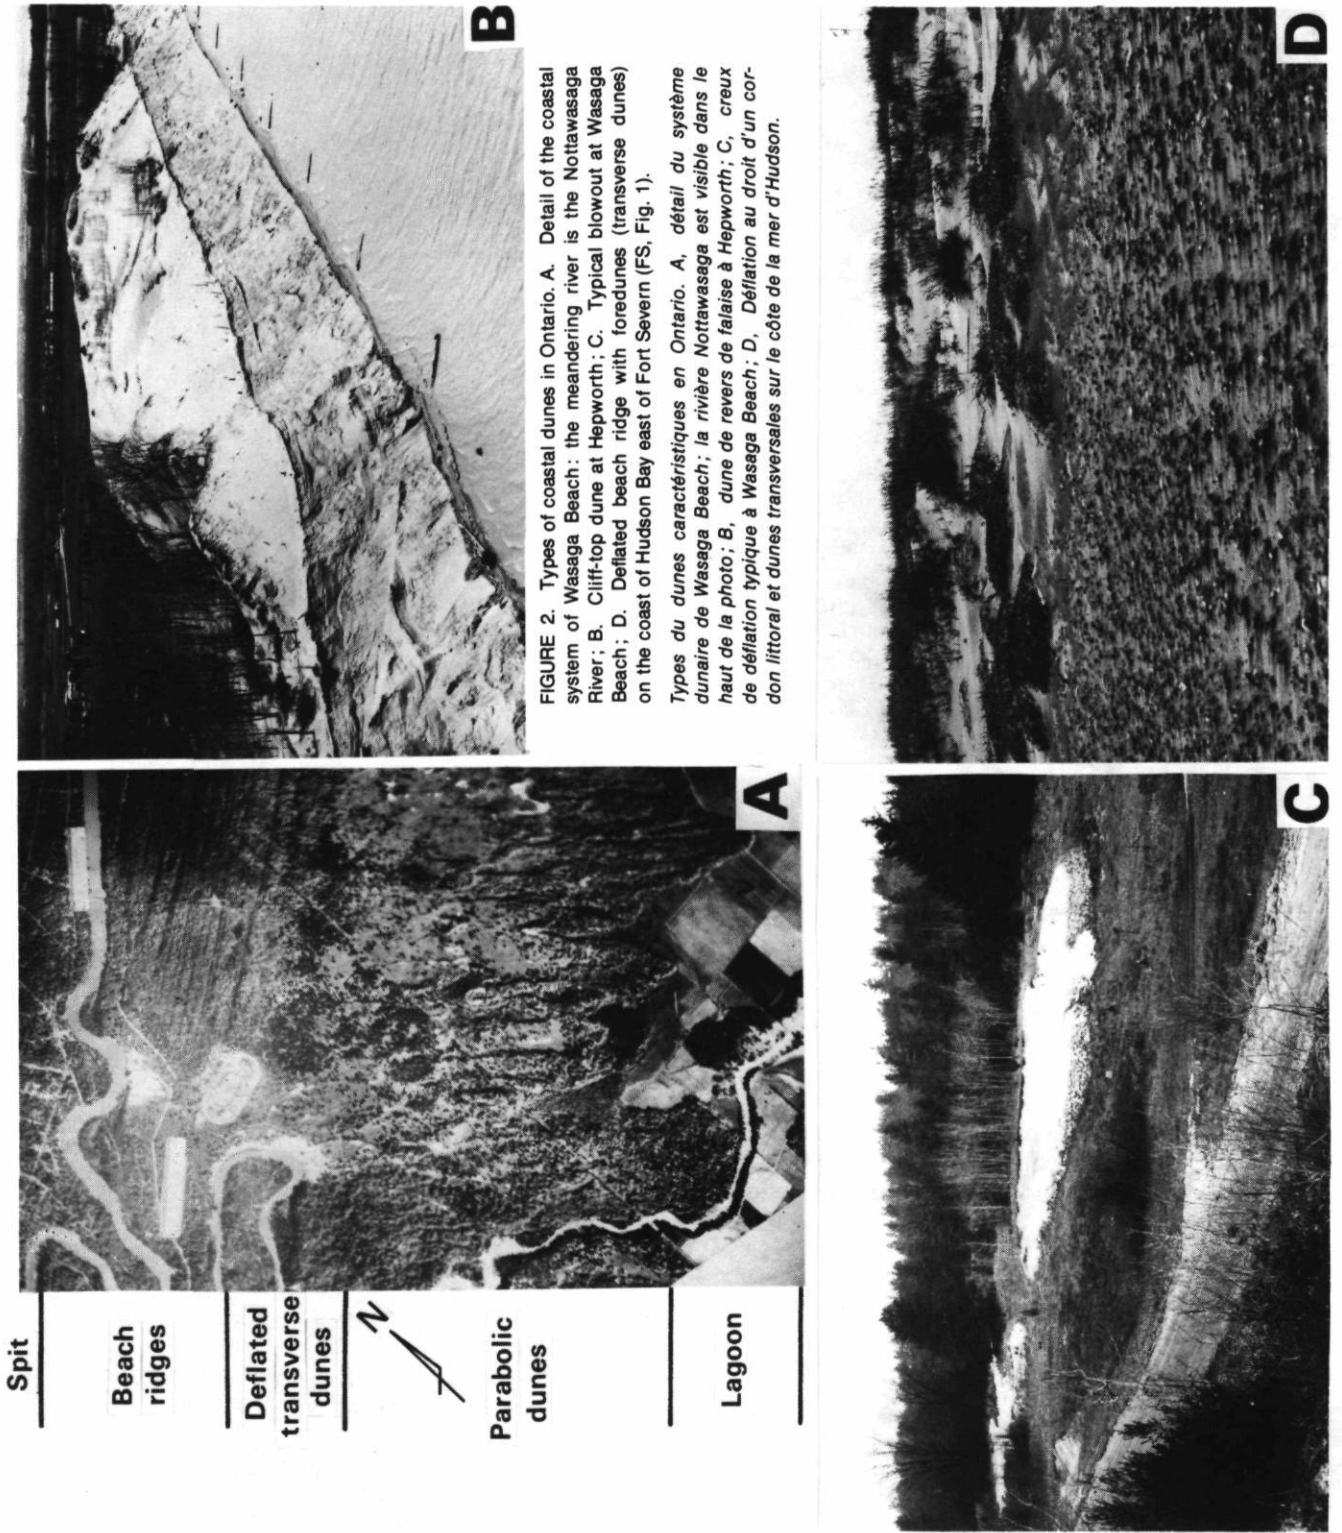 Spit
Beach
ridges
Deflated
transverse
dunes
N
Parabolic
dunes
Lagoon
A
B
FIGURE 2. Types of coastal dunes in Ontario. A. Detail of the coastal
system of Wasaga Beach: the meandering river is the Nottawasaga
River; B. Cliff-top dune at Hepworth; C. Typical blowout at Wasaga
Beach; D. Deflated beach ridge with foredunes (transverse dunes)
on the coast of Hudson Bay east of Fort Severn (FS, Fig. 1).
Types du dunes caractéristiques en Ontario. A, détail du système
dunaire de Wasaga Beach; la rivière Nottawasaga est visible dans le
haut de la photo; B, dune de revers de falaise à Hepworth; C, creux
de déflation typique à Wasaga Beach; D, Déflation au droit d'un cor-
don littoral et dunes transversales sur le côte de la mer d'Hudson.
C
D